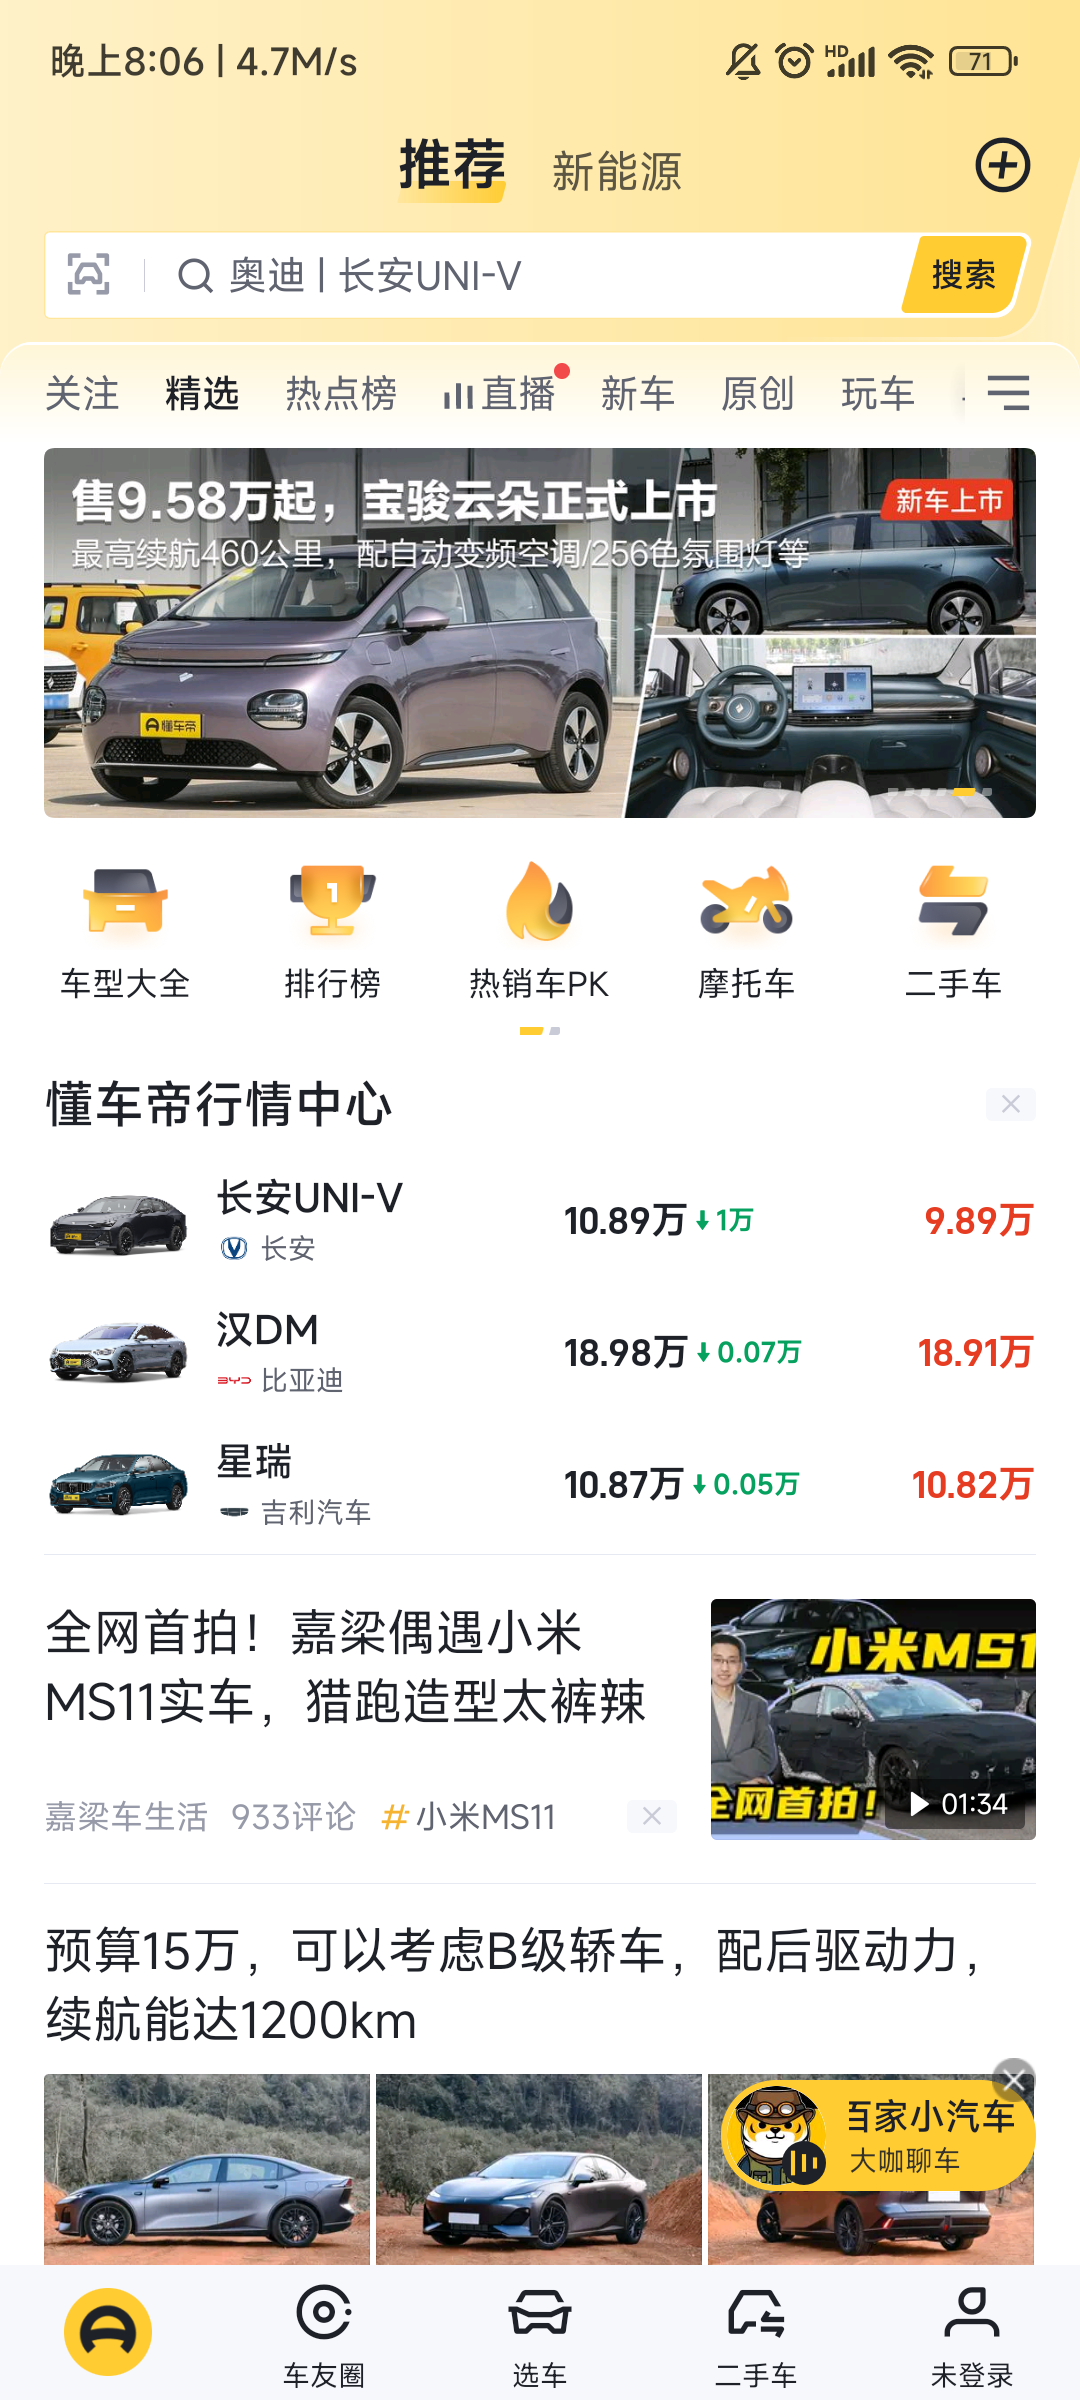 晚上8:06 | 4.7M/s
HD
71
推荐 新能源
奥迪 | 长安UNI-V 搜索
关注 精选 热点榜 直播 新车 原创 玩车
售9.58万起，宝骏云朵正式上市
新车上市
最高续航460公里，配自动变频空调/256色氛围灯等
懂车帝
1
车型大全 排行榜 热销车PK 摩托车 二手车
懂车帝行情中心
长安UNI-V
长安
10.89万 1万 9.89万
汉DM
BYD 比亚迪
18.98万 0.07万 18.91万
星瑞
吉利汽车
10.87万 0.05万 10.82万
全网首拍！嘉梁偶遇小米
MS11实车，猎跑造型太裤辣
嘉梁车生活 933评论 #小米MS11
小米MS1
全网首拍！
01:34
预算15万，可以考虑B级轿车，配后驱动力，
续航能达1200km
百家小汽车
大咖聊车
车友圈 选车 二手车 未登录